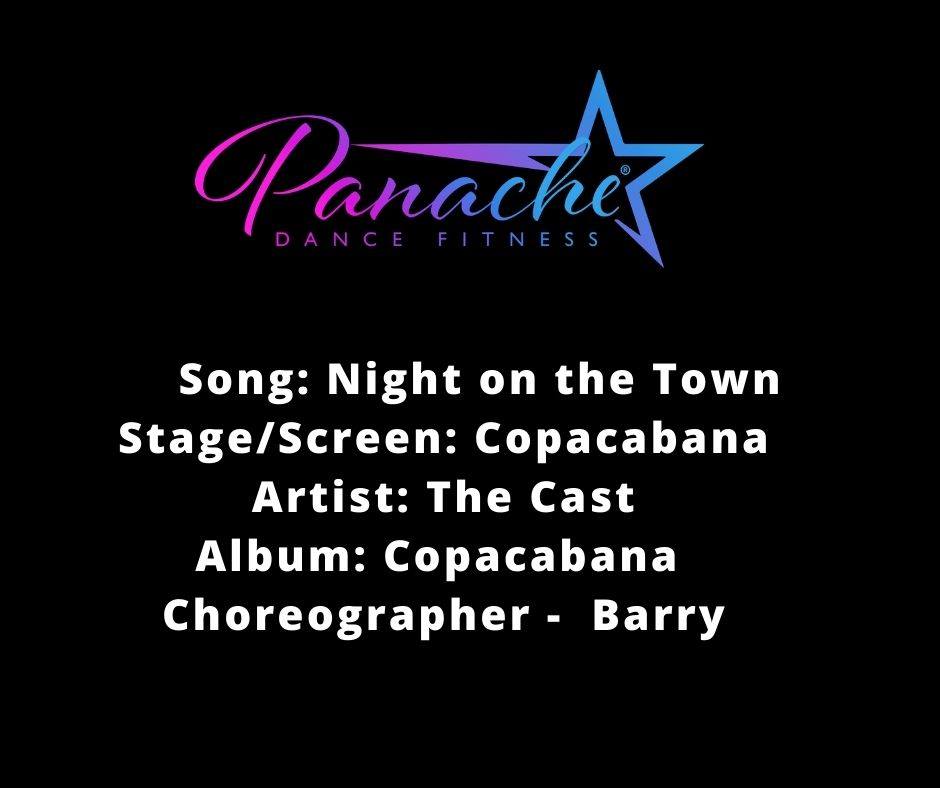 Panache®
DANCE FITNESS
Song: Night on the Town
Stage/Screen: Copacabana
Artist: The Cast
Album: Copacabana
Choreographer -  Barry